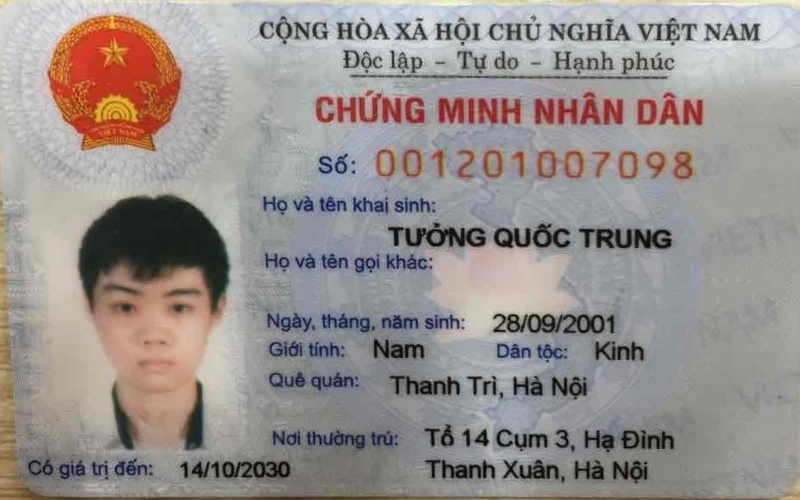 CỘNG HÒA XÃ HỘI CHỦ NGHĨA VIỆT NAM
Độc lập - Tự do - Hạnh phúc
CHỨNG MINH NHÂN DÂN
Số: 001201007098
Họ và tên khai sinh:
TƯỞNG QUỐC TRUNG
Họ và tên gọi khác:
Ngày, tháng, năm sinh: 28/09/2001
Giới tính: Nam Dân tộc: Kinh
Quê quán: Thanh Trì, Hà Nội
Nơi thường trú: Tổ 14 Cụm 3, Hạ Đình
Thanh Xuân, Hà Nội
Có giá trị đến: 14/10/2030